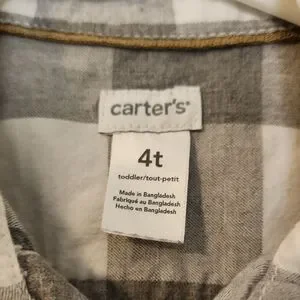 carter's®
4t
toddler/tout-petit
Made in Bangladesh
Fabriqué au Bangladesh
Hecho en Bangladesh